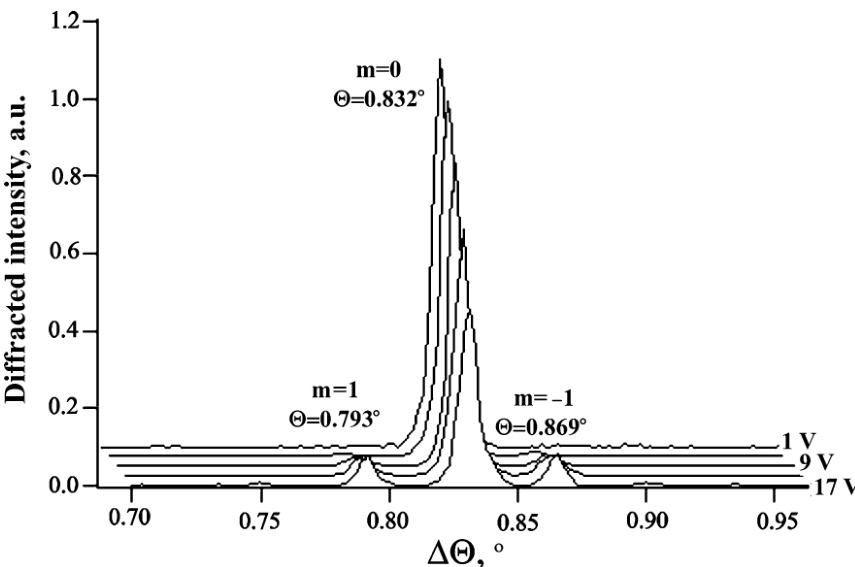 1.2
1.0
0.8
0.6
0.4
0.2
0.0
Diffracted intensity, a.u.
m=0
Θ=0.832°
m=1
Θ=0.793°
m= –1
Θ=0.869°
1 V
9 V
17 V
0.70 0.75 0.80 0.85 0.90 0.95
ΔΘ, °